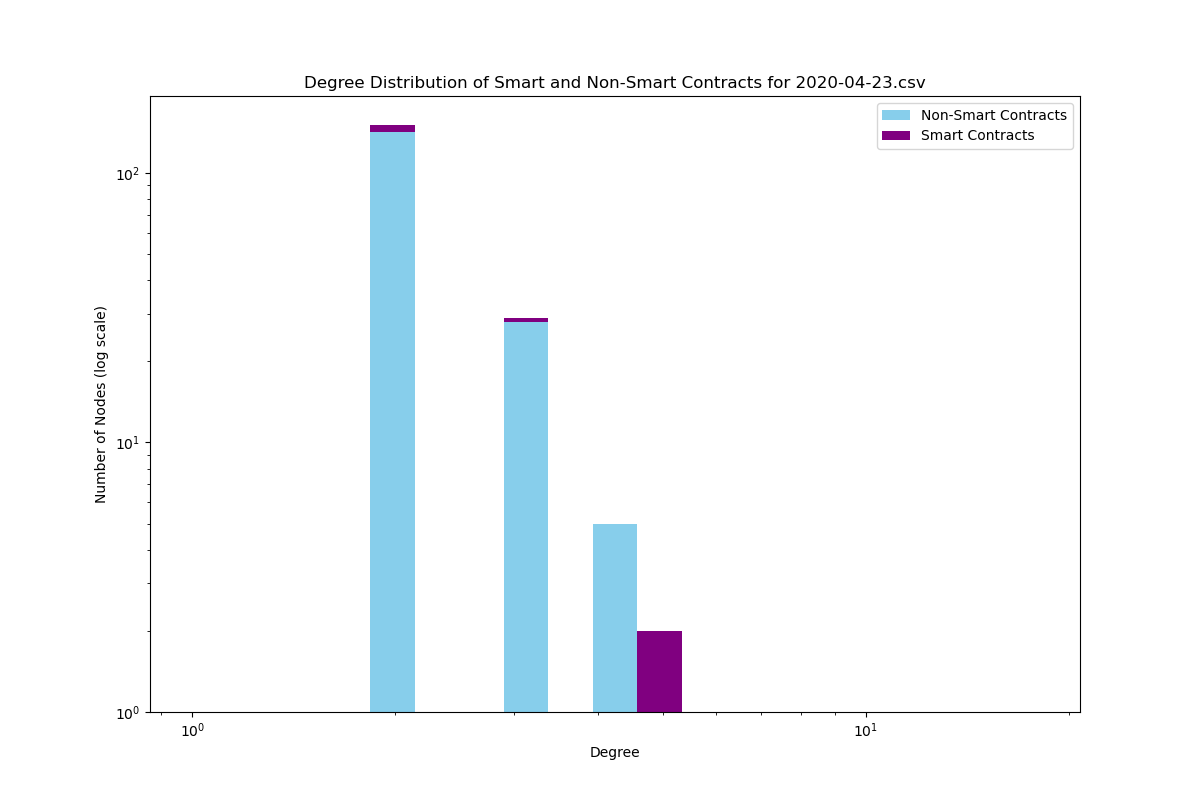 Degree Distribution of Smart and Non-Smart Contracts for 2020-04-23.csv
Non-Smart Contracts
Smart Contracts
Number of Nodes (log scale)
10²
10¹
10⁰
10⁰ 10¹
Degree